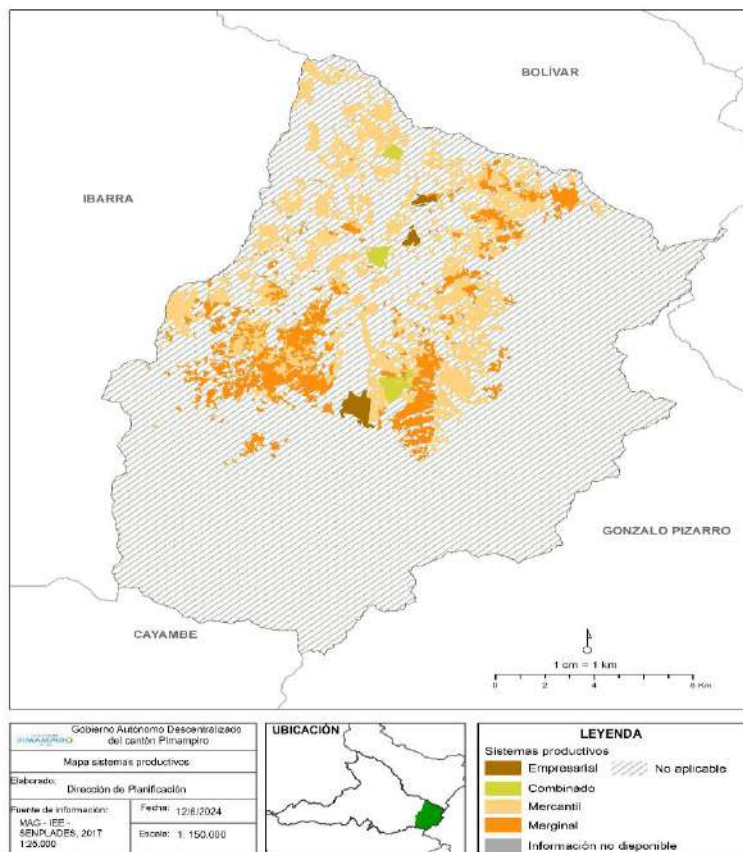 BOLÍVAR
IBARRA
GONZALO PIZARRO
CAYAMBE
1 cm = 1 km
0 2 4 8 Km
PIMAMPIRO
Gobierno Autónomo Descentralizado
del cantón Pimampiro
Mapa sistemas productivos
Elaborado:
Dirección de Planificación
Fuente de información:
MAG - IEE -
SENPLADES, 2017
1:25.000
Fecha: 12/6/2024
Escala: 1: 150.000
UBICACIÓN
LEYENDA
Sistemas productivos
Empresarial
Combinado
Mercantil
Marginal
Información no disponible
No aplicable